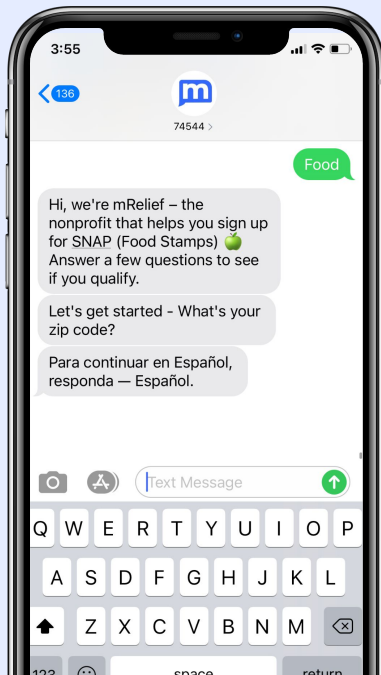 3:55
136
m
74544 >
Food
Hi, we're mRelief – the
nonprofit that helps you sign up
for SNAP (Food Stamps) 🍏
Answer a few questions to see
if you qualify.
Let's get started - What's your
zip code?
Para continuar en Español,
responda — Español.
Text Message
Q W E R T Y U I O P
A S D F G H J K L
Z X C V B N M
123 space return